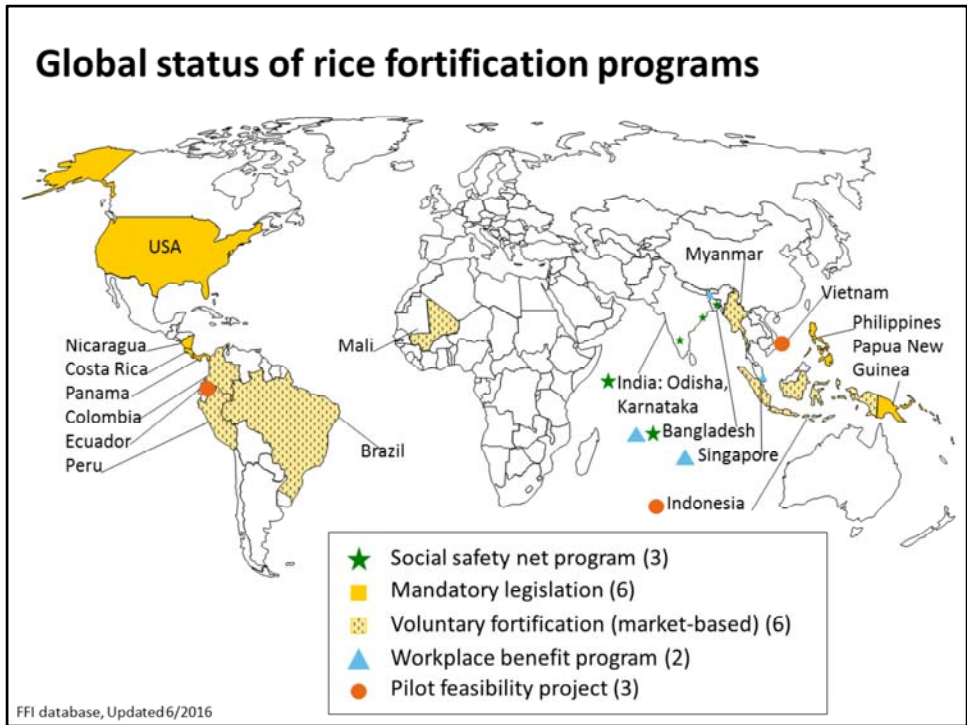 Global status of rice fortification programs
USA
Myanmar
Vietnam
Nicaragua
Costa Rica
Panama
Colombia
Ecuador
Peru
Mali
Brazil
Philippines
Papua New
Guinea
India: Odisha,
Karnataka
Bangladesh
Singapore
Indonesia
Social safety net program (3)
Mandatory legislation (6)
Voluntary fortification (market-based) (6)
Workplace benefit program (2)
Pilot feasibility project (3)
FFI database, Updated 6/2016